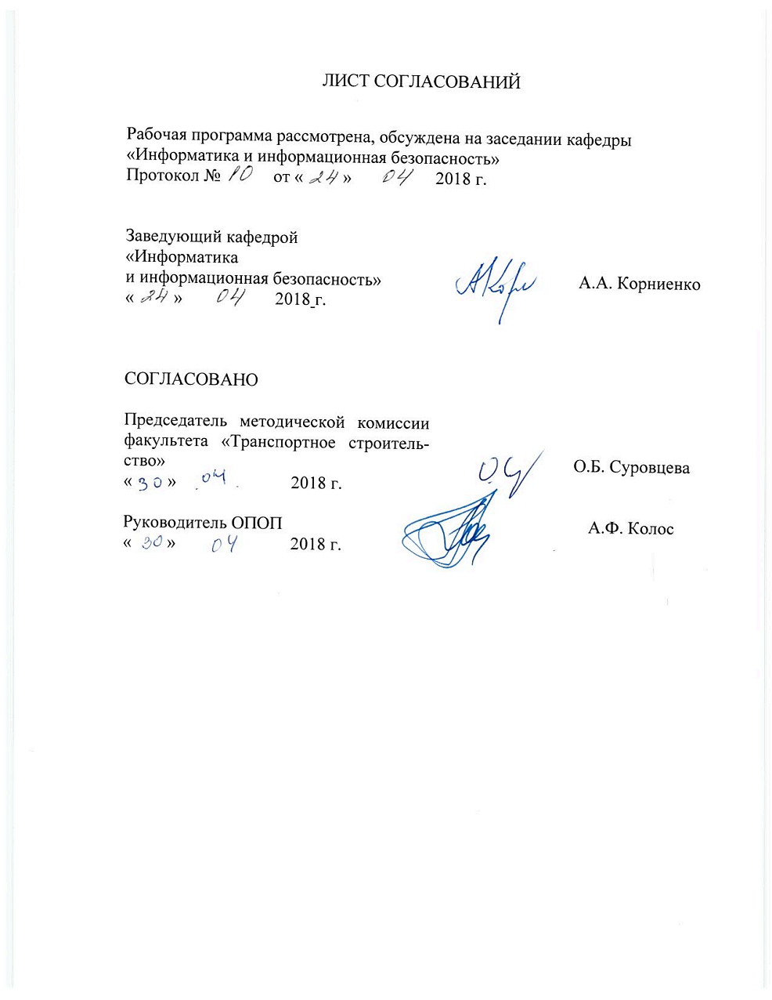 ЛИСТ СОГЛАСОВАНИЙ
Рабочая программа рассмотрена, обсуждена на заседании кафедры
«Информатика и информационная безопасность»
Протокол № 10 от « 24 » 04 2018 г.
Заведующий кафедрой
«Информатика
и информационная безопасность» А.А. Корниенко
« 24 » 04 2018 г.
СОГЛАСОВАНО
Председатель методической комиссии
факультета «Транспортное строитель-
ство» О.Б. Суровцева
« 30 » 04 2018 г.
Руководитель ОПОП А.Ф. Колос
« 30 » 04 2018 г.